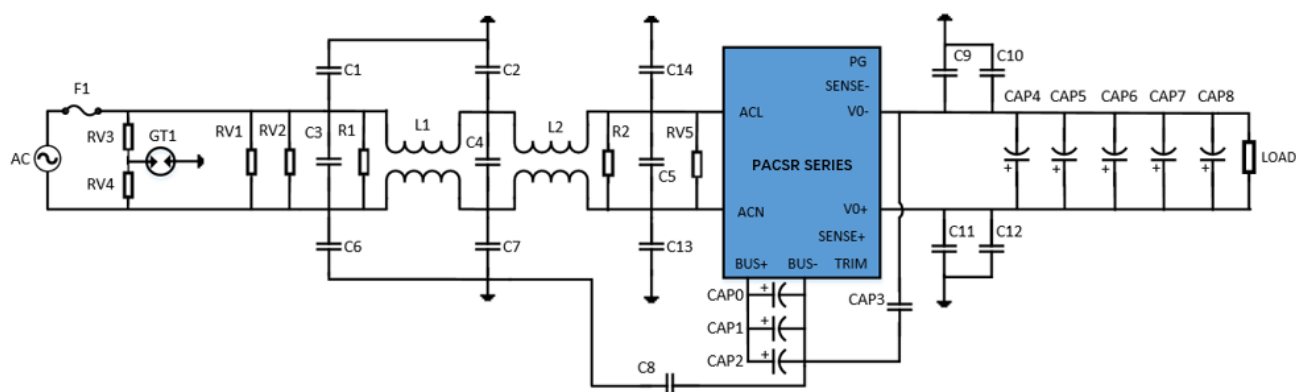 PG
C9
C10
C1
C2
C14
SENSE-
F1
CAP4
CAP5
CAP6
CAP7
CAP8
ACL
V0-
RV3
GT1
RV1
RV2
C3
R1
L1
L2
R2
RV5
C4
AC
PACSR SERIES
LOAD
RV4
C5
ACN
V0+
C6
C7
C13
SENSE+
C11
C12
BUS+
BUS-
TRIM
CAP0
CAP3
CAP1
CAP2
C8
+
+
+
+
+
+
+
+